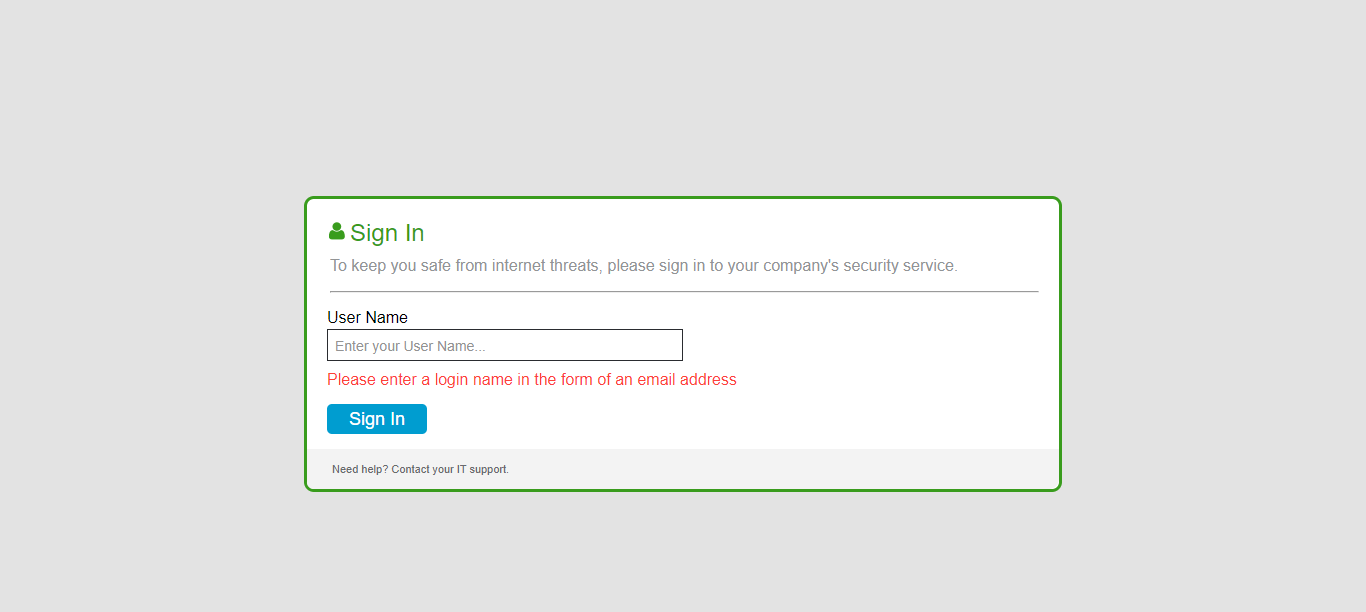 Sign In
To keep you safe from internet threats, please sign in to your company's security service.
User Name
Enter your User Name...
Please enter a login name in the form of an email address
Sign In
Need help? Contact your IT support.